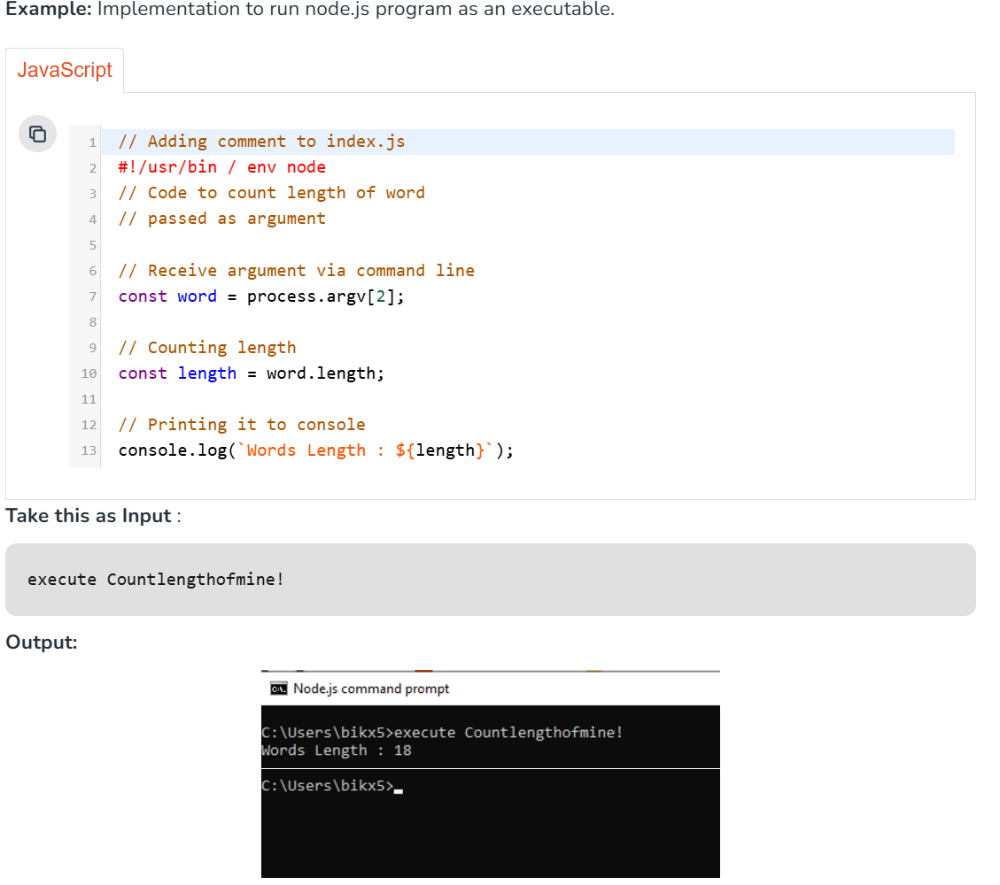 Example: Implementation to run node.js program as an executable.
JavaScript
1 // Adding comment to index.js
2 #!/usr/bin / env node
3 // Code to count length of word
4 // passed as argument
5
6 // Receive argument via command line
7 const word = process.argv[2];
8
9 // Counting length
10 const length = word.length;
11
12 // Printing it to console
13 console.log(`Words Length : ${length}`);
Take this as Input :
execute Countlengthofmine!
Output:
Node.js command prompt
C:\Users\bikx5>execute Countlengthofmine!
Words Length : 18
C:\Users\bikx5>